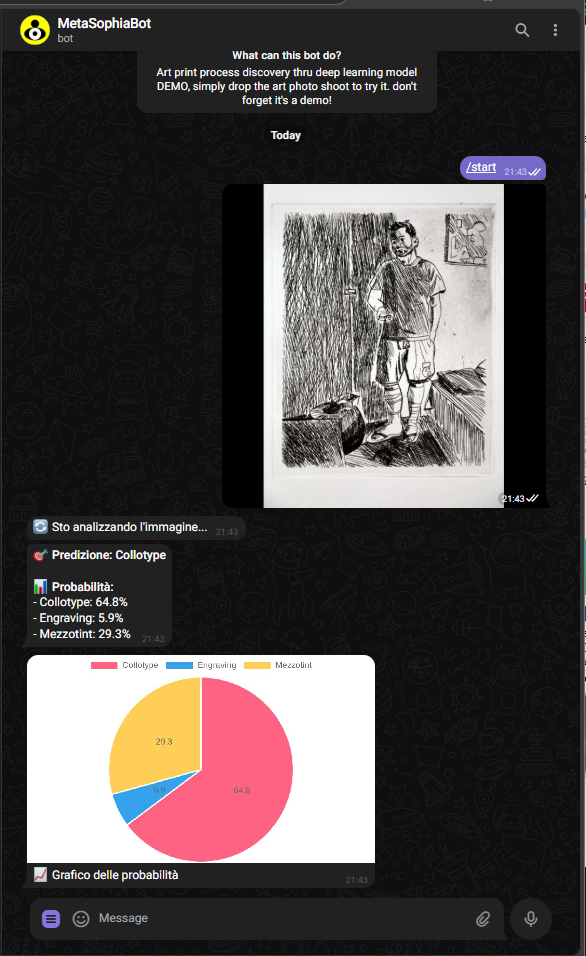 MetaSophiaBot
bot
What can this bot do?
Art print process discovery thru deep learning model
DEMO, simply drop the art photo shoot to try it. don't
forget it's a demo!
Today
/start 21:43
21:43
Sto analizzando l'immagine... 21:43
Predizione: Collotype
Probabilità:
- Collotype: 64.8%
- Engraving: 5.9%
- Mezzotint: 29.3% 21:43
Collotype Engraving Mezzotint
29.3
5.9
64.8
Grafico delle probabilità 21:43
Message